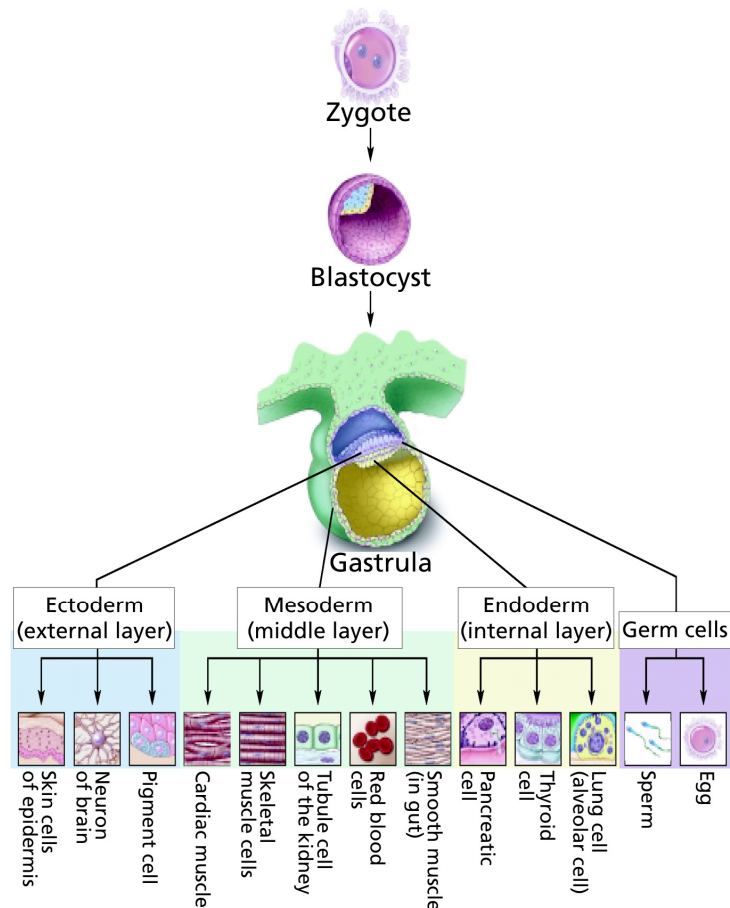 Zygote
Blastocyst
Gastrula
Ectoderm
(external layer)
Mesoderm
(middle layer)
Endoderm
(internal layer)
Germ cells
Skin cells
of epidermis
Neuron
of brain
Pigment cell
Cardiac muscle
Skeletal
muscle cells
Tubule cell
of the kidney
Red blood
cells
Smooth muscle
(in gut)
Pancreatic
cell
Thyroid
cell
Lung cell
(alveolar cell)
Sperm
Egg